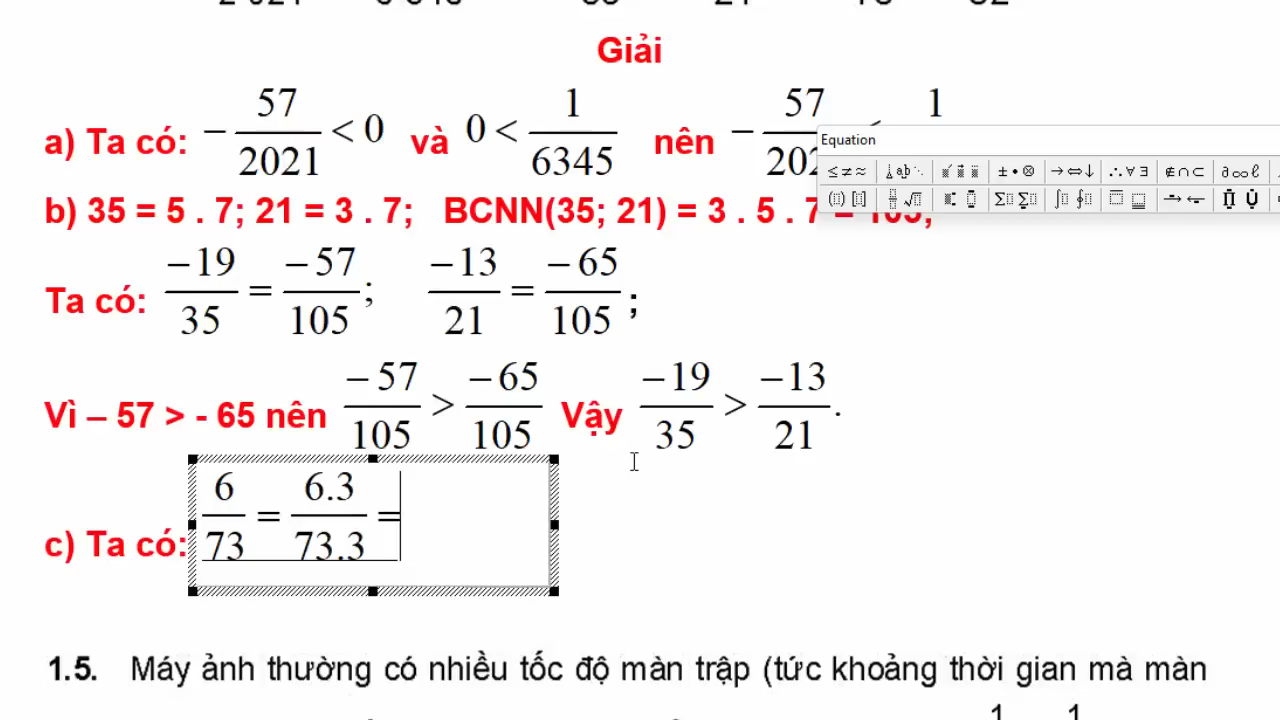 Giải
a) Ta có: − 57/2021 < 0 và 0 < 1/6345 nên − 57/202 1
Equation
b) 35 = 5 . 7; 21 = 3 . 7; BCNN(35; 21) = 3 . 5 . 7 = 105;
Ta có: −19/35 = −57/105; −13/21 = −65/105 ;
Vì – 57 > - 65 nên −57/105 > −65/105 Vậy −19/35 > −13/21.
c) Ta có: 6/73 = 6.3/73.3 =
1.5. Máy ảnh thường có nhiều tốc độ màn trập (tức khoảng thời gian mà màn